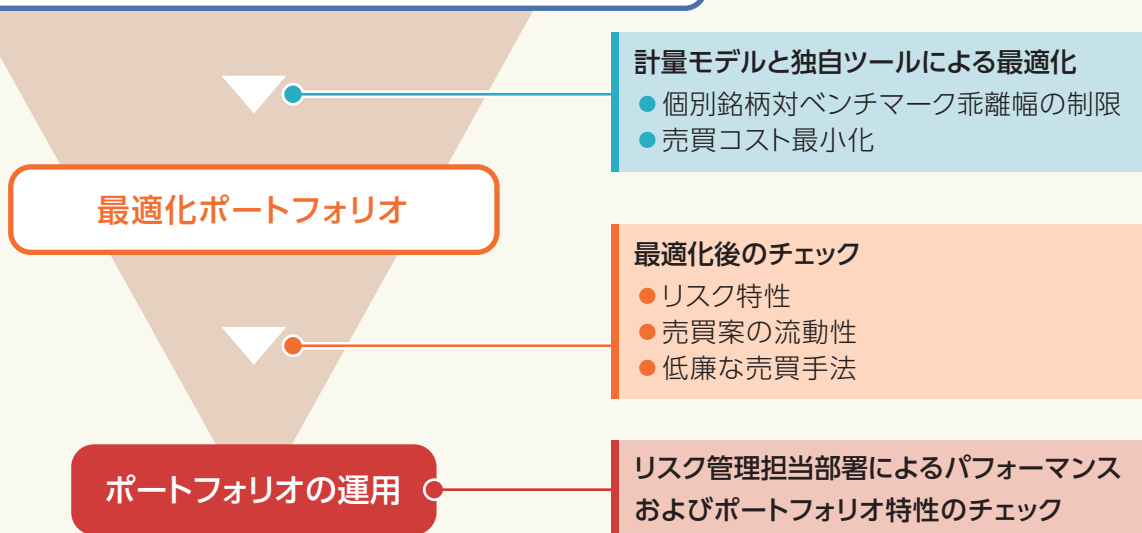 計量モデルと独自ツールによる最適化
●個別銘柄対ベンチマーク乖離幅の制限
●売買コスト最小化
最適化ポートフォリオ
最適化後のチェック
●リスク特性
●売買案の流動性
●低廉な売買手法
ポートフォリオの運用
リスク管理担当部署によるパフォーマンス
およびポートフォリオ特性のチェック